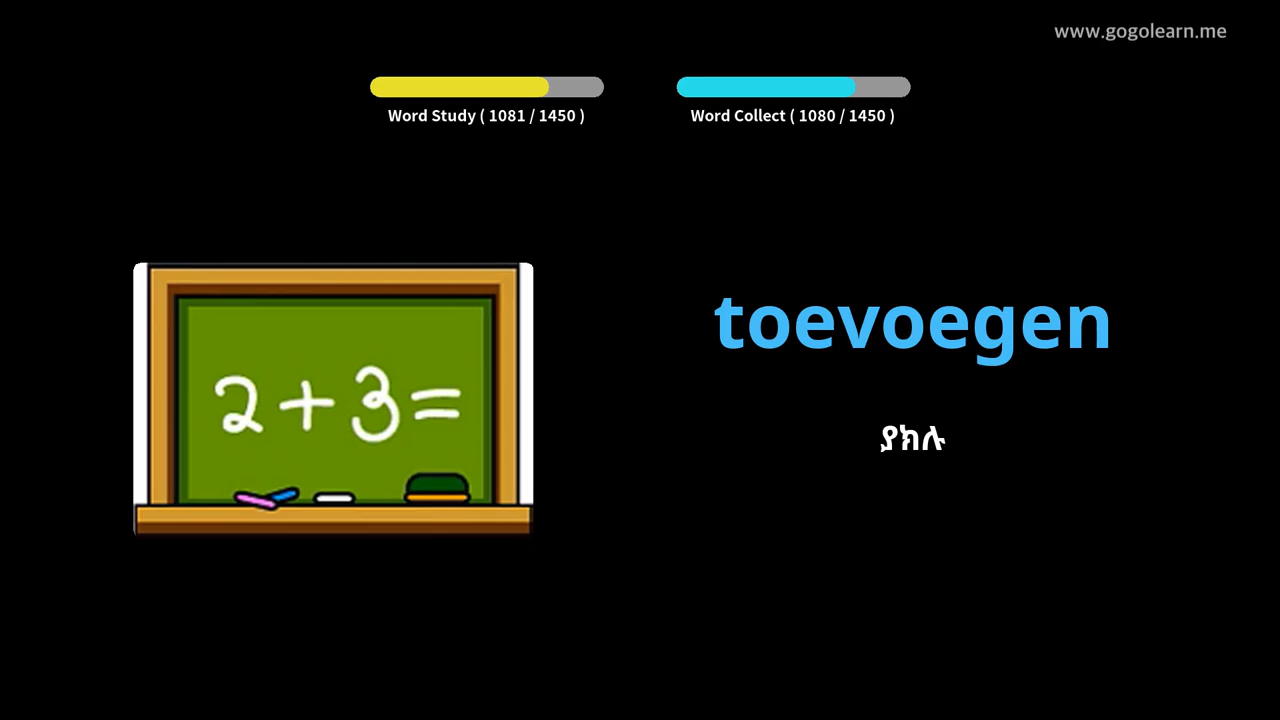 www.gogolearn.me
Word Study ( 1081 / 1450 )
Word Collect ( 1080 / 1450 )
2 + 3 =
toevoegen
ያክሉ